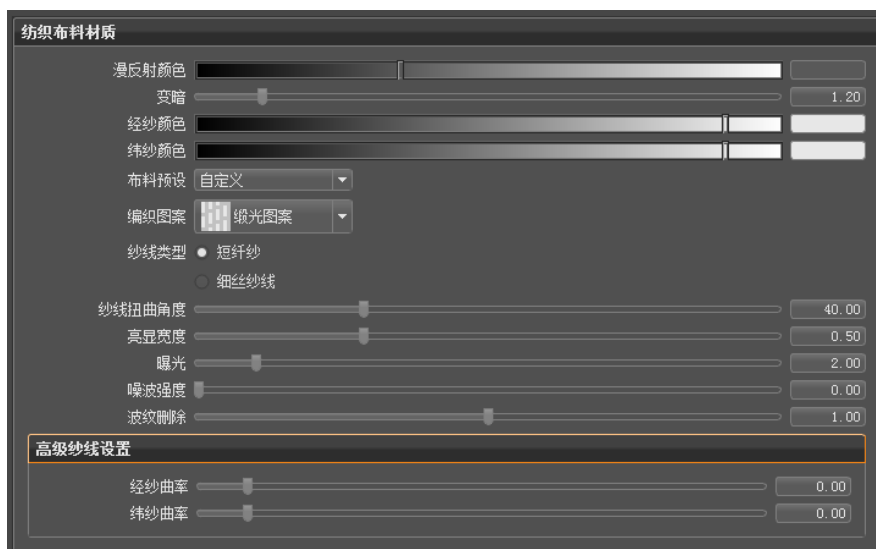 纺织布料材质
漫反射颜色
变暗 1.20
经纱颜色
纬纱颜色
布料预设 自定义
编织图案 缎光图案
纱线类型 短纤纱
细丝纱线
纱线扭曲角度 40.00
高显宽度 0.50
曝光 2.00
噪波强度 0.00
波纹删除 1.00
高级纱线设置
经纱曲率 0.00
纬纱曲率 0.00